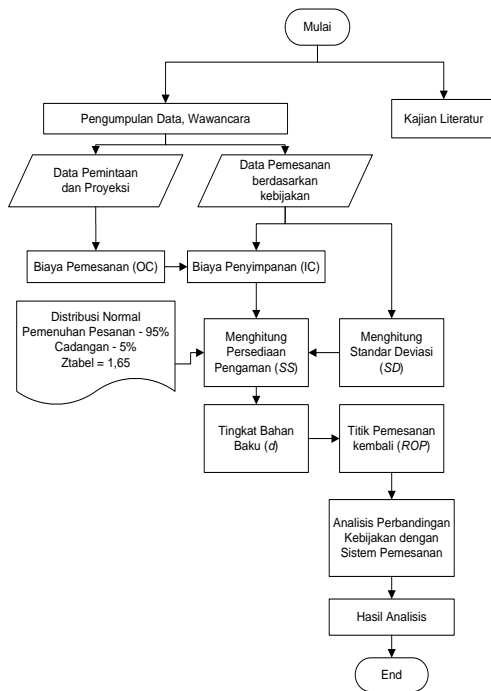 Mulai
Pengumpulan Data, Wawancara
Kajian Literatur
Data Pemintaan
dan Proyeksi
Data Pemesanan
berdasarkan
kebijakan
Biaya Pemesanan (OC)
Biaya Penyimpanan (IC)
Distribusi Normal
Pemenuhan Pesanan - 95%
Cadangan - 5%
Ztabel = 1,65
Menghitung
Persediaan
Pengaman (SS)
Menghitung
Standar Deviasi
(SD)
Tingkat Bahan
Baku (d)
Titik Pemesanan
kembali (ROP)
Analisis Perbandingan
Kebijakan dengan
Sistem Pemesanan
Hasil Analisis
End